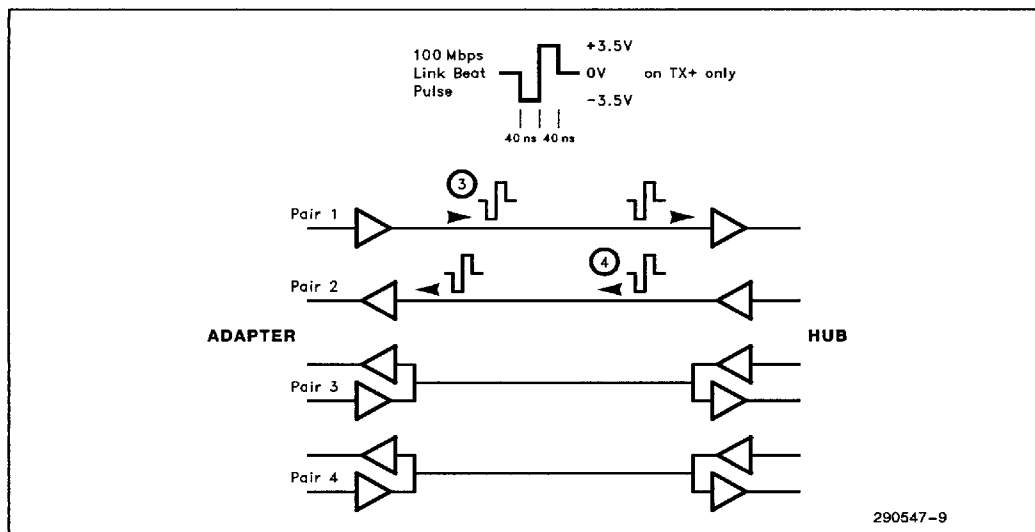 100 Mbps
Link Beat
Pulse
+3.5V
0V on TX+ only
-3.5V
40 ns 40 ns
3
Pair 1
4
Pair 2
ADAPTER
HUB
Pair 3
Pair 4
290547-9